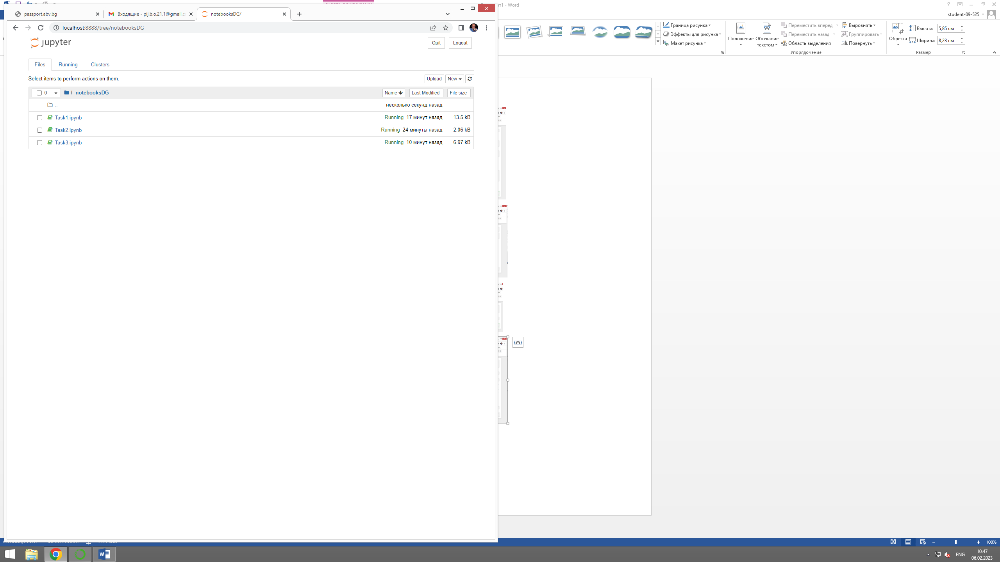 т1 - Word
passport.abv.bg
Входящие - pij.b.o.21.1@gmail.c
notebooksDG/
student-09-525
localhost:8888/tree/notebooksDG
Граница рисунка
Эффекты для рисунка
Макет рисунка
Положение
Обтекание
текстом
Переместить вперед
Переместить назад
Область выделения
Выровнять
Группировать
Повернуть
Упорядочение
Обрезка
Высота:
5,85 см
Ширина:
8,23 см
Размер
jupyter
Quit
Logout
Files
Running
Clusters
Select items to perform actions on them.
Upload
New
0
/ notebooksDG
Name
Last Modified
File size
..
несколько секунд назад
Task1.ipynb
Running 17 минут назад 13.5 kB
Task2.ipynb
Running 24 минуты назад 2.06 kB
Task3.ipynb
Running 10 минут назад 6.97 kB
100%
ENG
10:47
06.02.2023